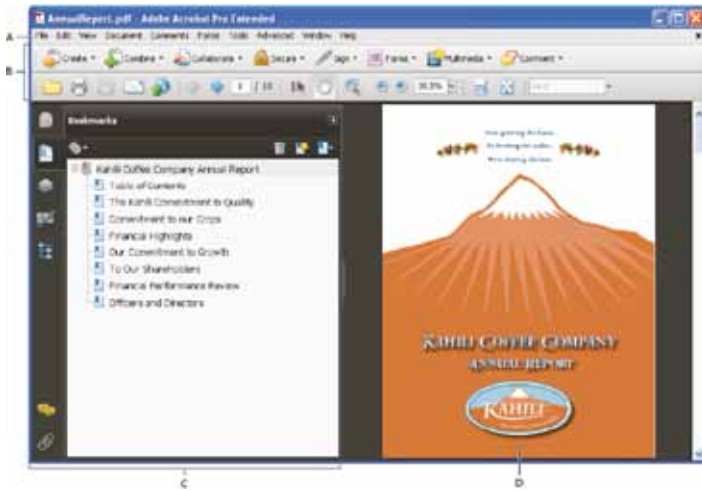 AnnualReport.pdf - Adobe Acrobat Pro Extended
A
File Edit View Document Comments Forms Tools Advanced Window Help
B
Create Combine Collaborate Secure Sign Forms Multimedia Comment
1 / 10
Bookmarks
Kahili Coffee Company Annual Report
Table of Contents
The Kahili Commitment to Quality
Commitment to our Crops
Financial Highlights
Our Commitment to Growth
To Our Shareholders
Financial Performance Review
Officers and Directors
KAHILI COFFEE COMPANY
ANNUAL REPORT
KAHILI
C
D